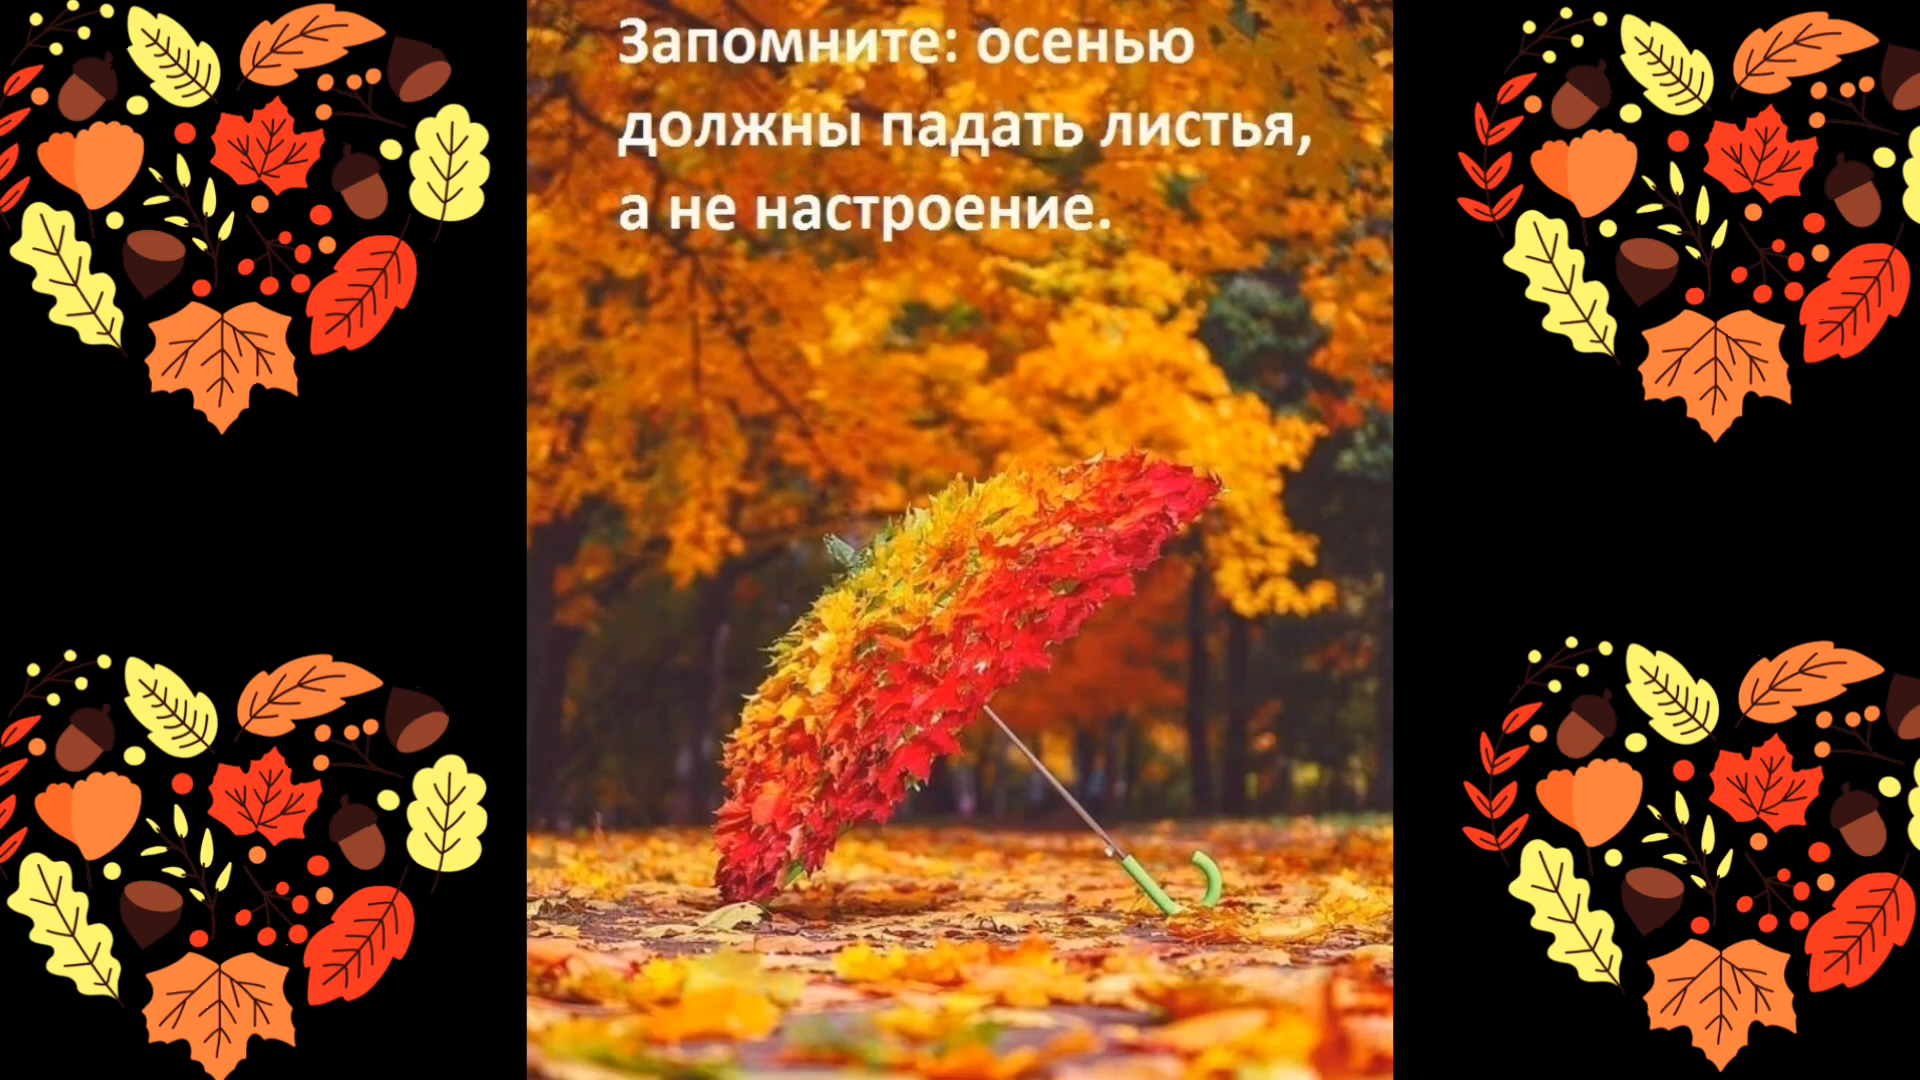 Запомните: осенью
должны падать листья,
а не настроение.